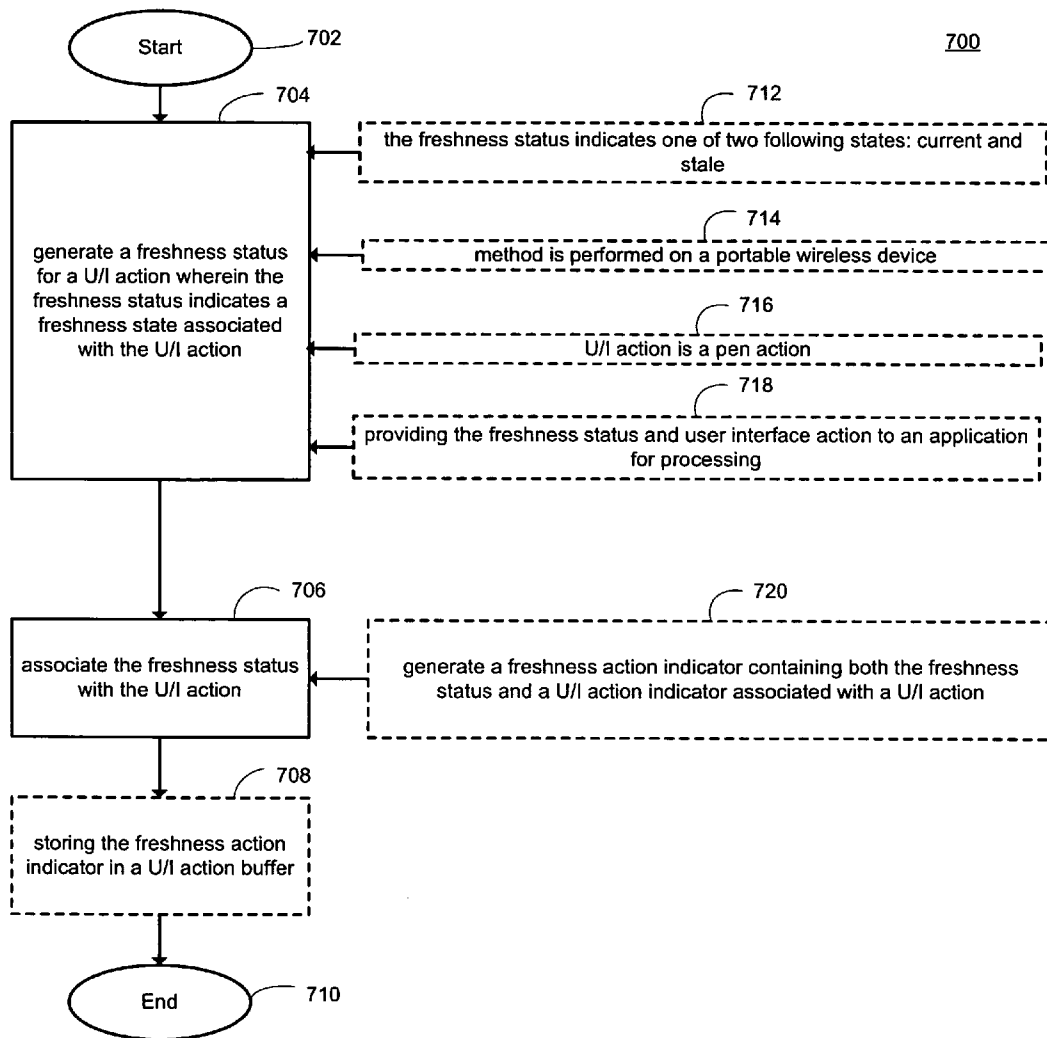 Start
702
700
704
712
the freshness status indicates one of two following states: current and
stale
714
method is performed on a portable wireless device
generate a freshness status
for a U/I action wherein the
freshness status indicates a
freshness state associated
with the U/I action
716
U/I action is a pen action
718
providing the freshness status and user interface action to an application
for processing
706
720
associate the freshness status
with the U/I action
generate a freshness action indicator containing both the freshness
status and a U/I action indicator associated with a U/I action
708
storing the freshness action
indicator in a U/I action buffer
End
710